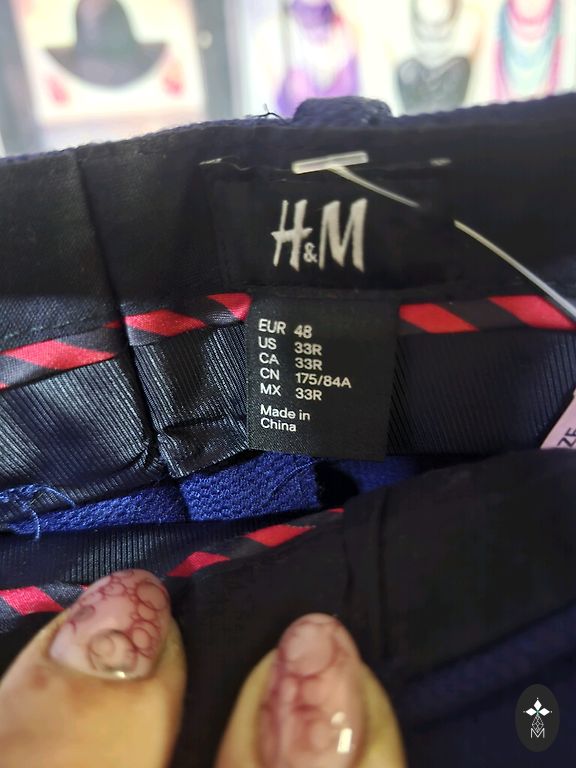 H&M
EUR 48
US 33R
CA 33R
CN 175/84A
MX 33R
Made in
China